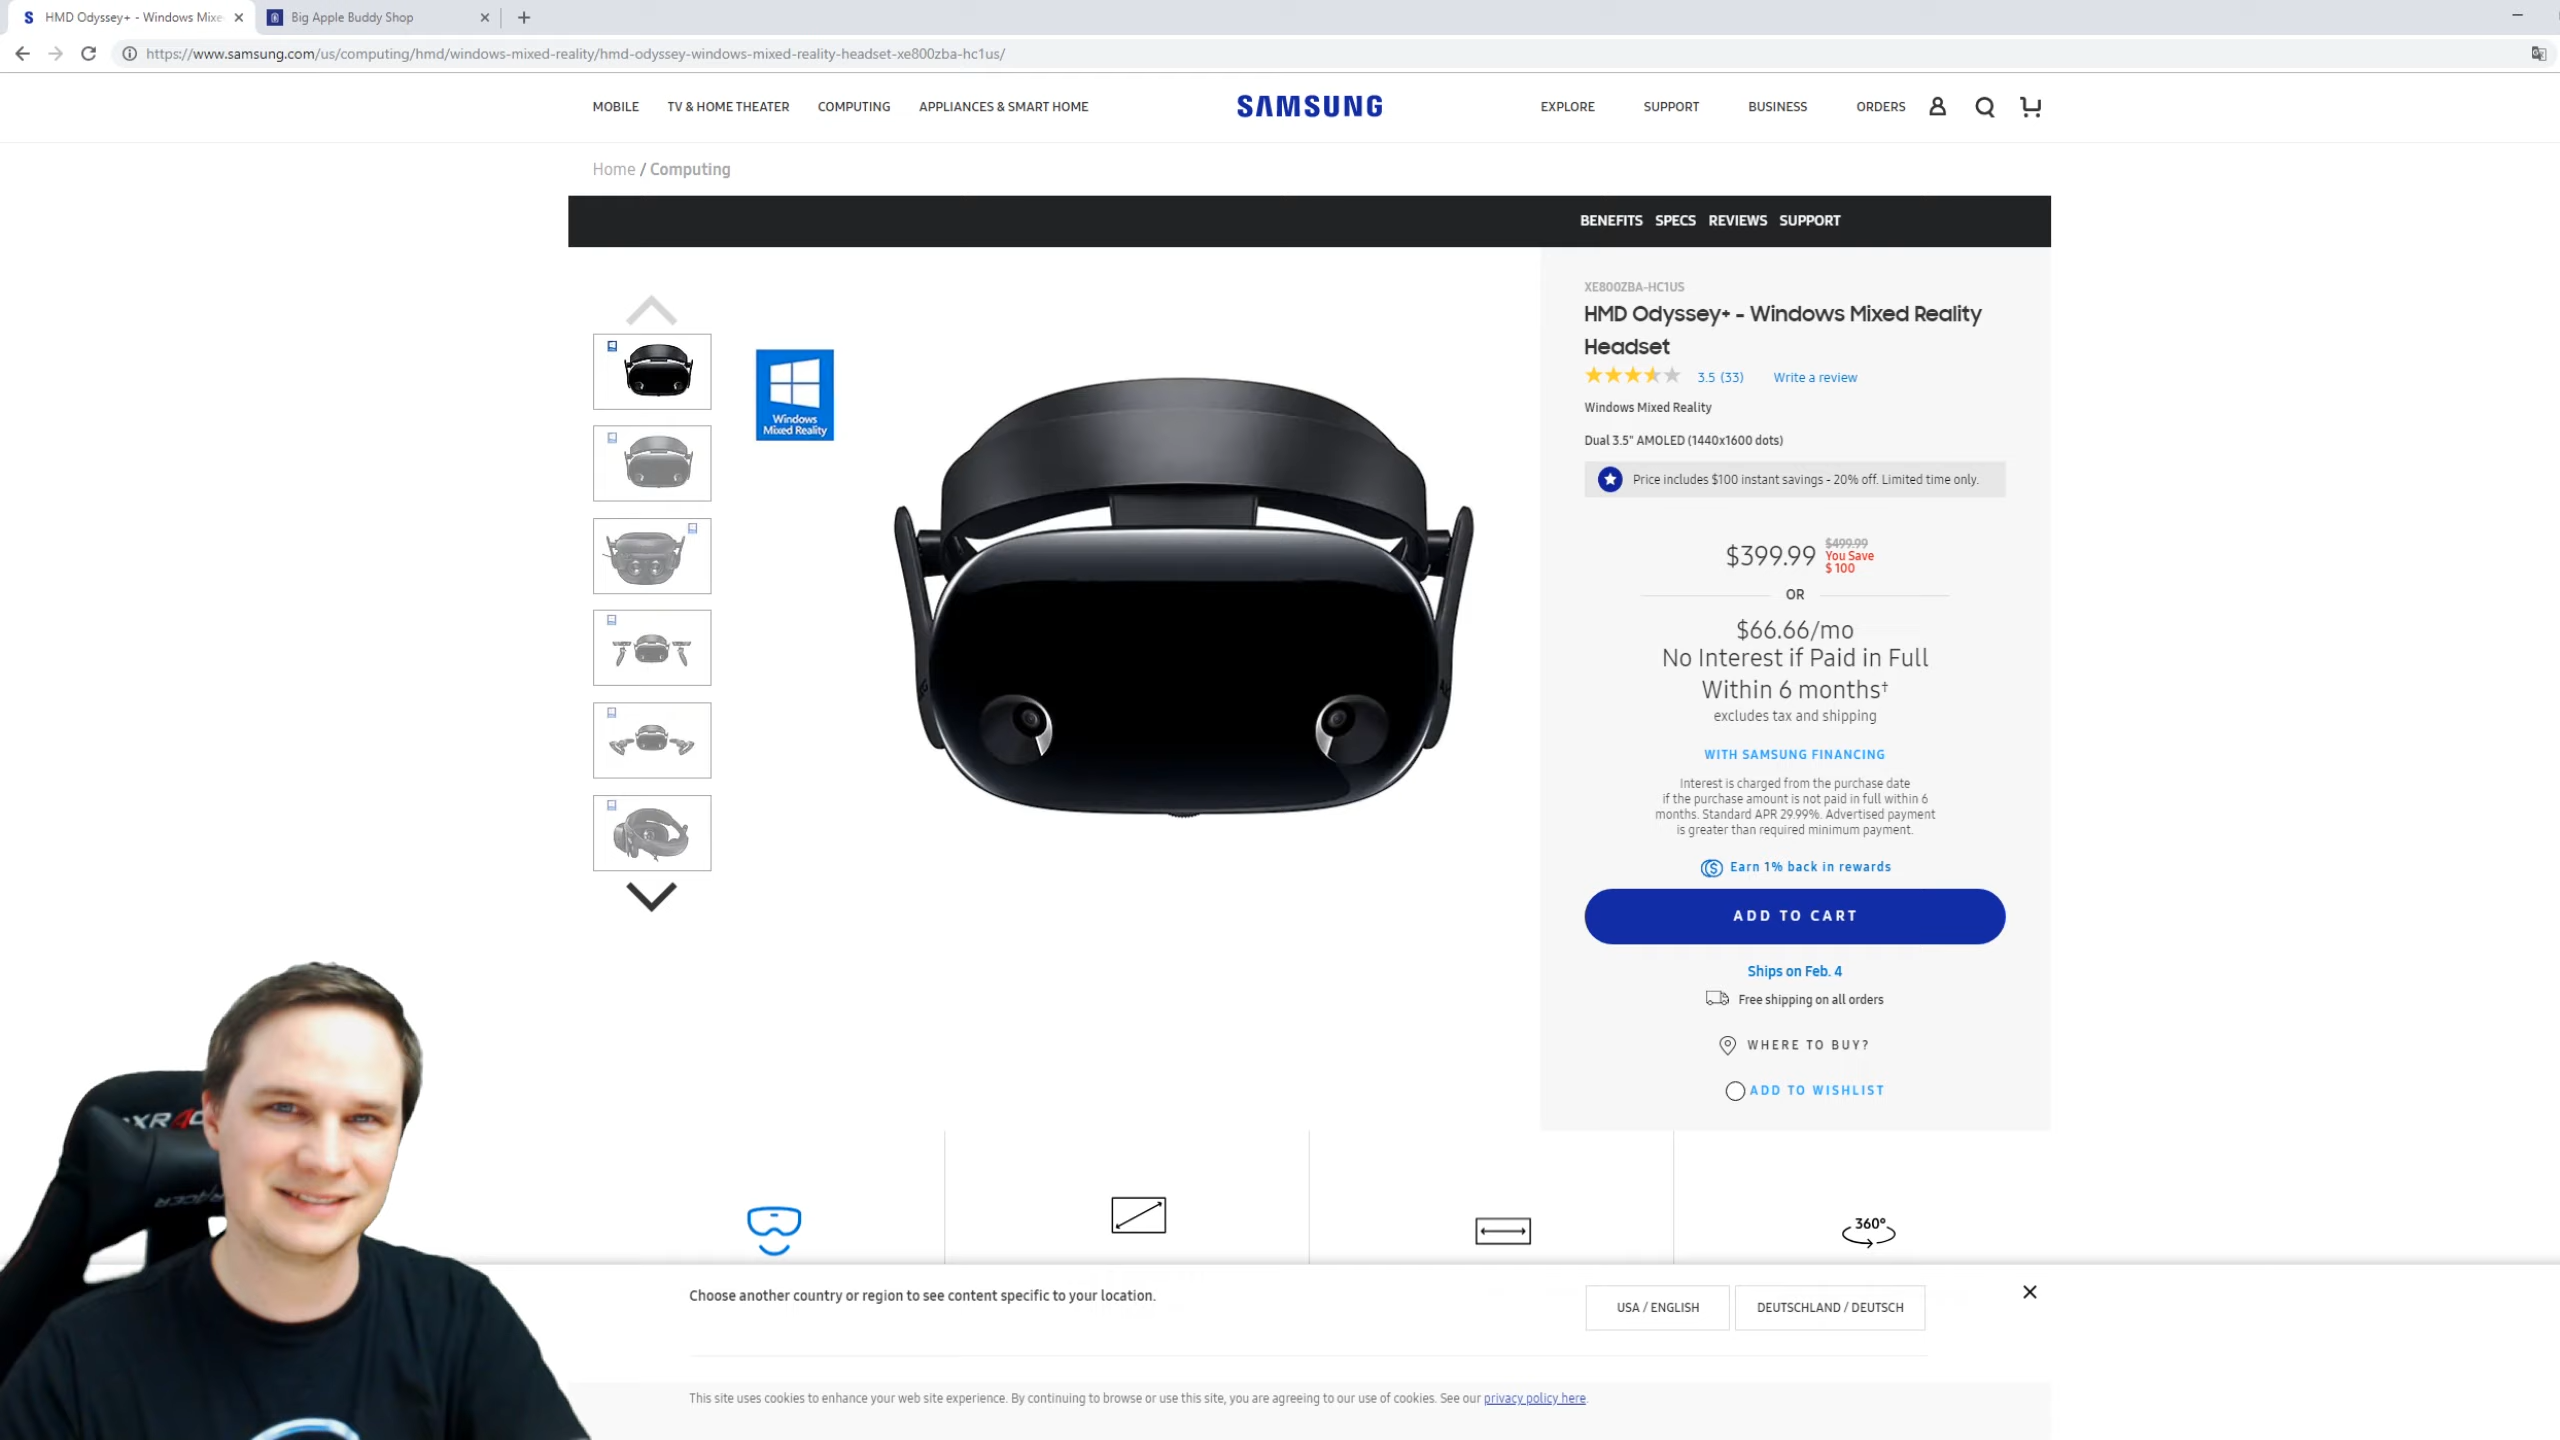 HMD Odyssey+ - Windows Mixe
Big Apple Buddy Shop
https://www.samsung.com/us/computing/hmd/windows-mixed-reality/hmd-odyssey-windows-mixed-reality-headset-xe800zba-hc1us/
MOBILE TV & HOME THEATER COMPUTING APPLIANCES & SMART HOME SAMSUNG EXPLORE SUPPORT BUSINESS ORDERS
Home / Computing
BENEFITS SPECS REVIEWS SUPPORT
Windows
Mixed Reality
XE800ZBA-HC1US
HMD Odyssey+ - Windows Mixed Reality
Headset
3.5 (33) Write a review
Windows Mixed Reality
Dual 3.5" AMOLED (1440x1600 dots)
Price includes $100 instant savings - 20% off. Limited time only.
$399.99 $499.99
You Save
$ 100
OR
$66.66/mo
No Interest if Paid in Full
Within 6 months†
excludes tax and shipping
WITH SAMSUNG FINANCING
Interest is charged from the purchase date
if the purchase amount is not paid in full within 6
months. Standard APR 29.99%. Advertised payment
is greater than required minimum payment.
Earn 1% back in rewards
ADD TO CART
Ships on Feb. 4
Free shipping on all orders
WHERE TO BUY?
ADD TO WISHLIST
360°
Choose another country or region to see content specific to your location.
USA / ENGLISH DEUTSCHLAND / DEUTSCH
This site uses cookies to enhance your web site experience. By continuing to browse or use this site, you are agreeing to our use of cookies. See our privacy policy here.